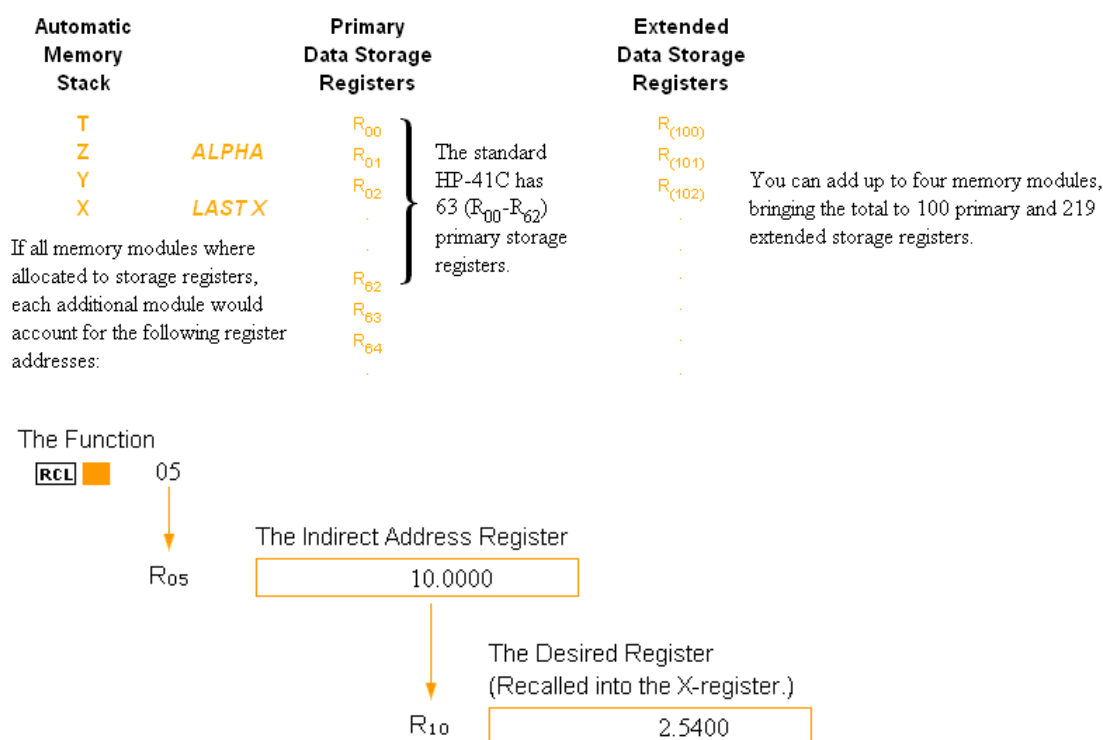 Automatic
Memory
Stack
T
Z
Y
X
ALPHA
LAST X
If all memory modules where
allocated to storage registers,
each additional module would
account for the following register
addresses:
Primary
Data Storage
Registers
R00
R01
R02
.
.
R62
R63
R64
.
The standard
HP-41C has
63 (R00-R62)
primary storage
registers.
Extended
Data Storage
Registers
R(100)
R(101)
R(102)
.
.
.
.
.
.
You can add up to four memory modules,
bringing the total to 100 primary and 219
extended storage registers.
The Function
RCL 05
The Indirect Address Register
R05 10.0000
The Desired Register
(Recalled into the X-register.)
R10 2.5400